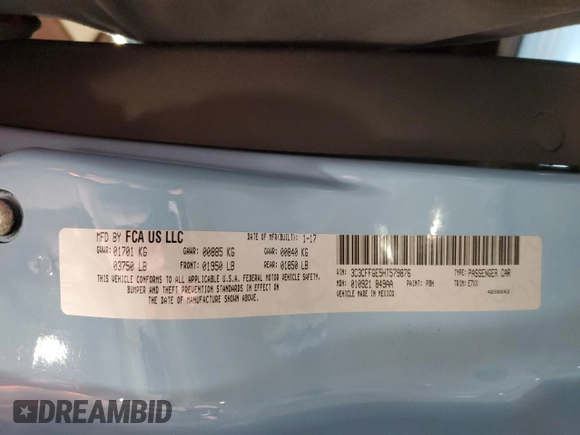 MFD BY FCA US LLC DATE OF MFR(BUILT): 1-17
GVWR: 01701 KG GAWR: 00885 KG GAWR: 00840 KG
03750 LB FRONT: 01950 LB REAR: 01850 LB
THIS VEHICLE CONFORMS TO ALL APPLICABLE U.S.A. FEDERAL MOTOR VEHICLE SAFETY,
BUMPER AND THEFT PREVENTION STANDARDS IN EFFECT ON
THE DATE OF MANUFACTURE SHOWN ABOVE.
VIN: 3C3CFFGE5HT579876 TYPE: PASSENGER CAR
MDH: 010921 849AA PAINT: PBM TRIM: E7XX
VEHICLE MADE IN MEXICO
DREAMBID